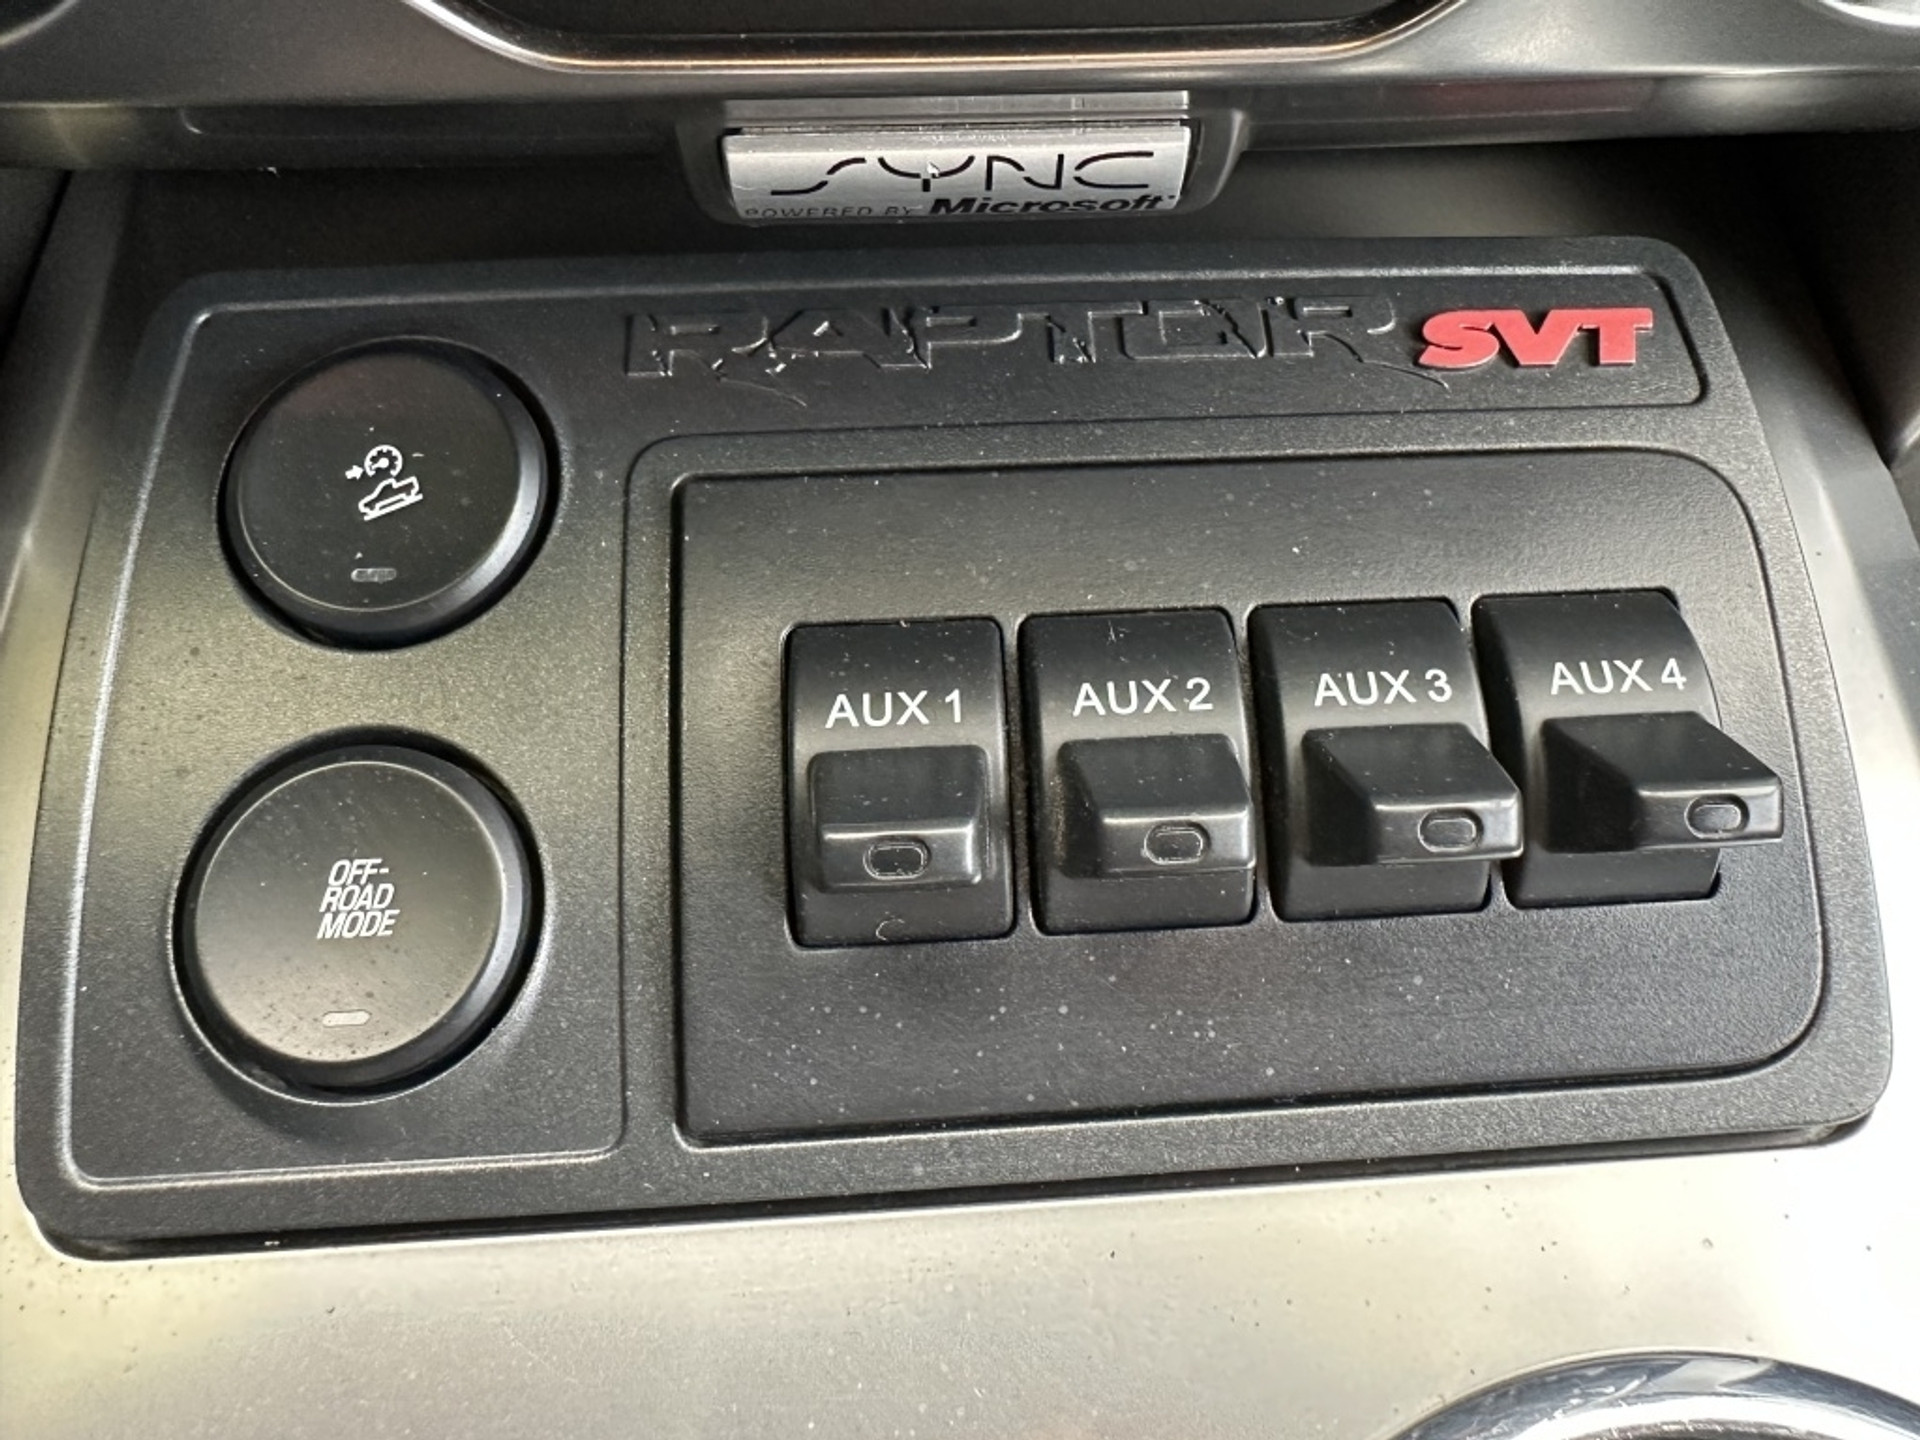 SYNC
POWERED BY Microsoft
RAPTOR SVT
AUX 1
AUX 2
AUX 3
AUX 4
OFF-
ROAD
MODE